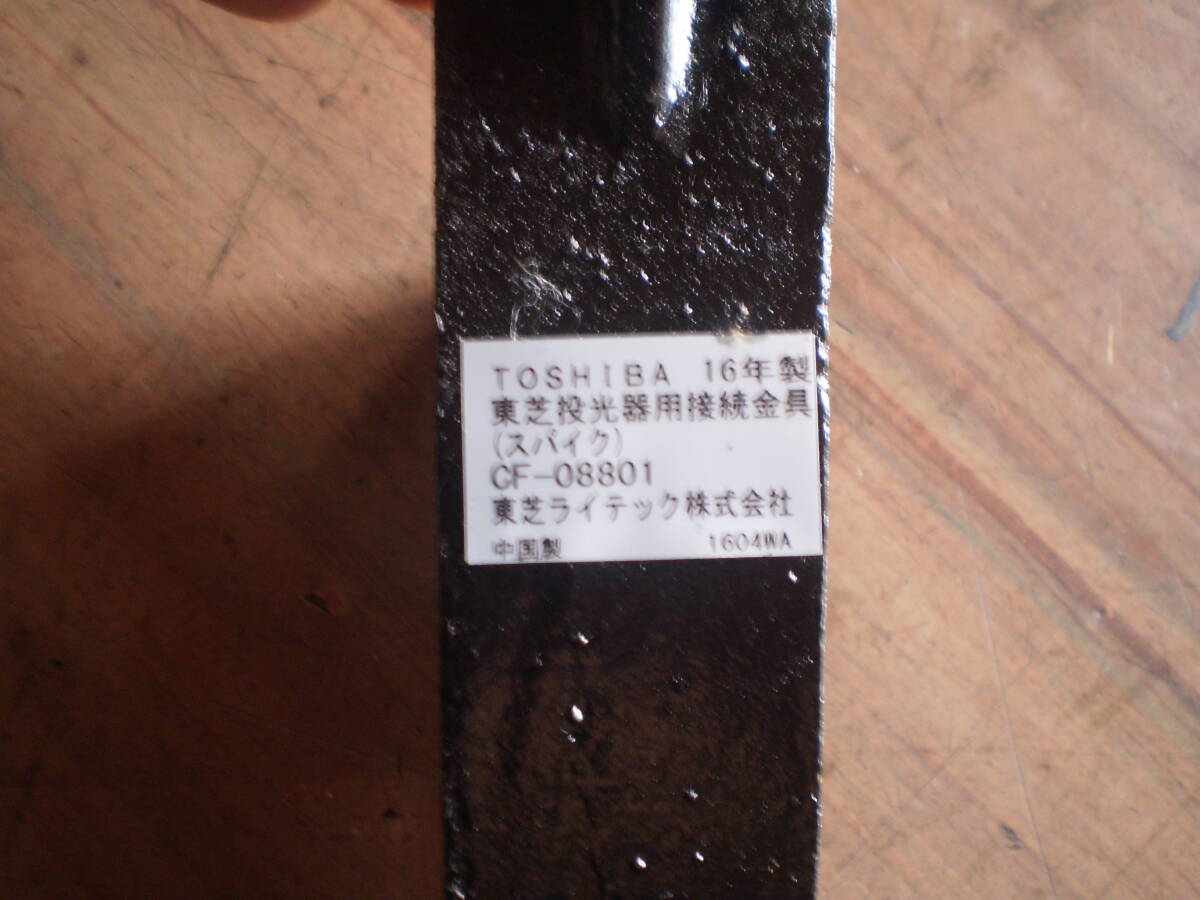 TOSHIBA 16年製
東芝投光器用接続金具
(スパイク)
CF-08801
東芝ライテック株式会社
中国製 1604WA